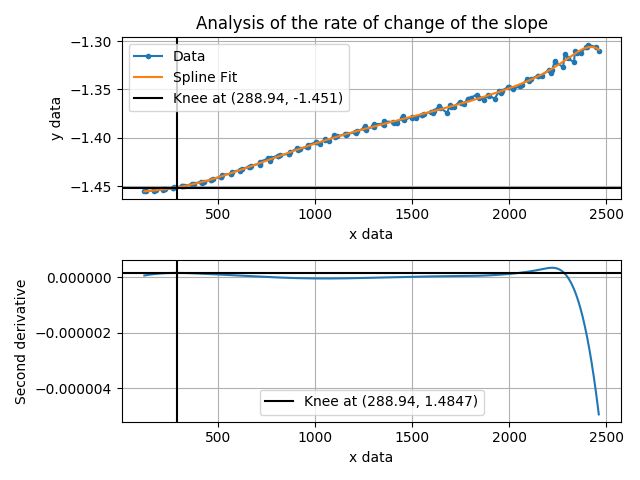 Analysis of the rate of change of the slope
Data
Spline Fit
Knee at (288.94, -1.451)
y data
−1.30
−1.35
−1.40
−1.45
500
1000
1500
2000
2500
x data
Second derivative
0.000000
−0.000002
−0.000004
Knee at (288.94, 1.4847)
500
1000
1500
2000
2500
x data